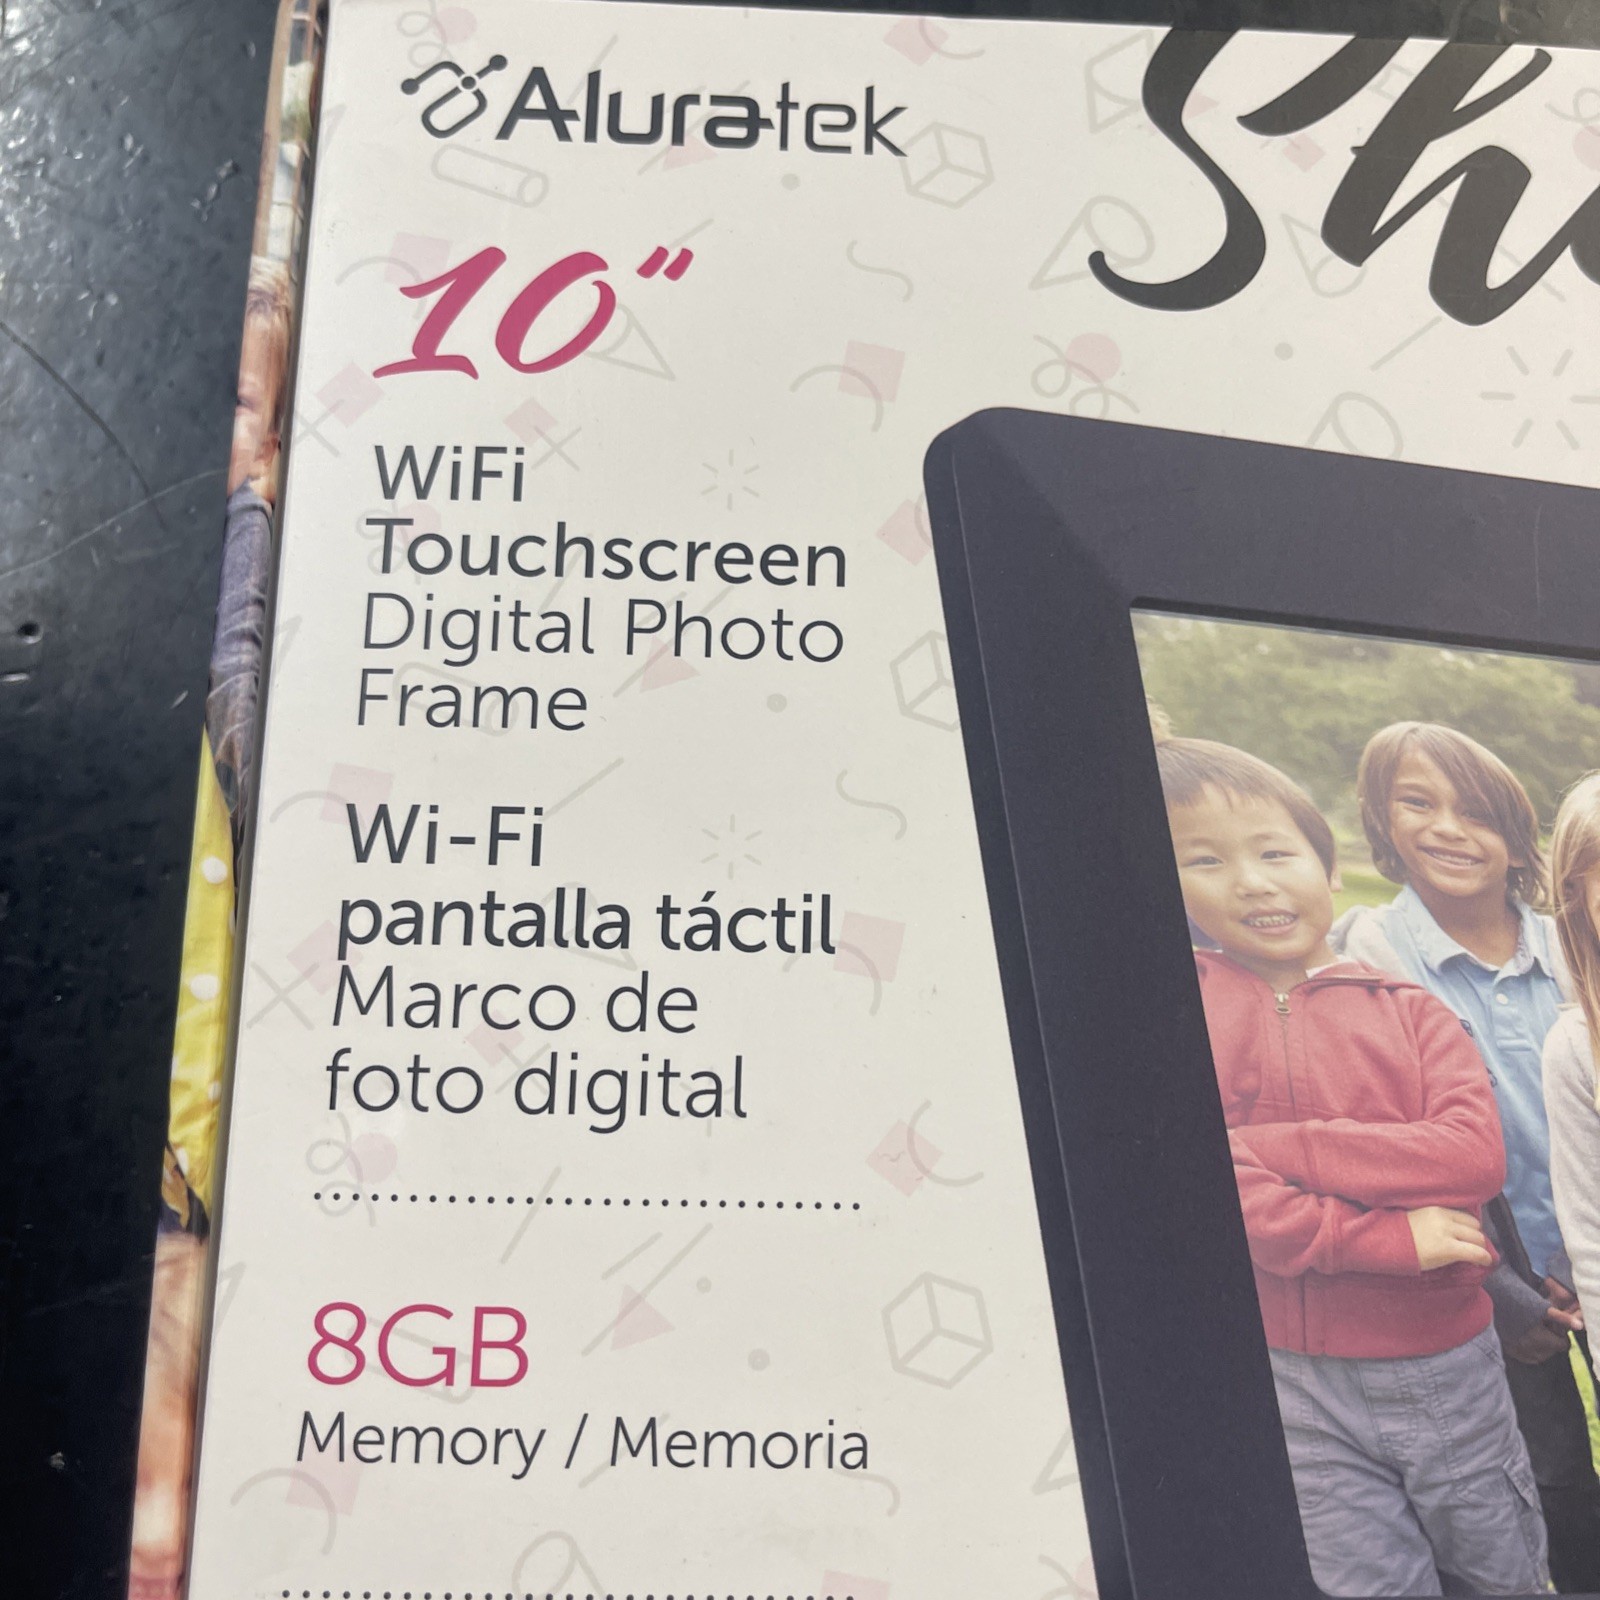 Aluratek
10"
WiFi
Touchscreen
Digital Photo
Frame
Wi-Fi
pantalla táctil
Marco de
foto digital
8GB
Memory / Memoria